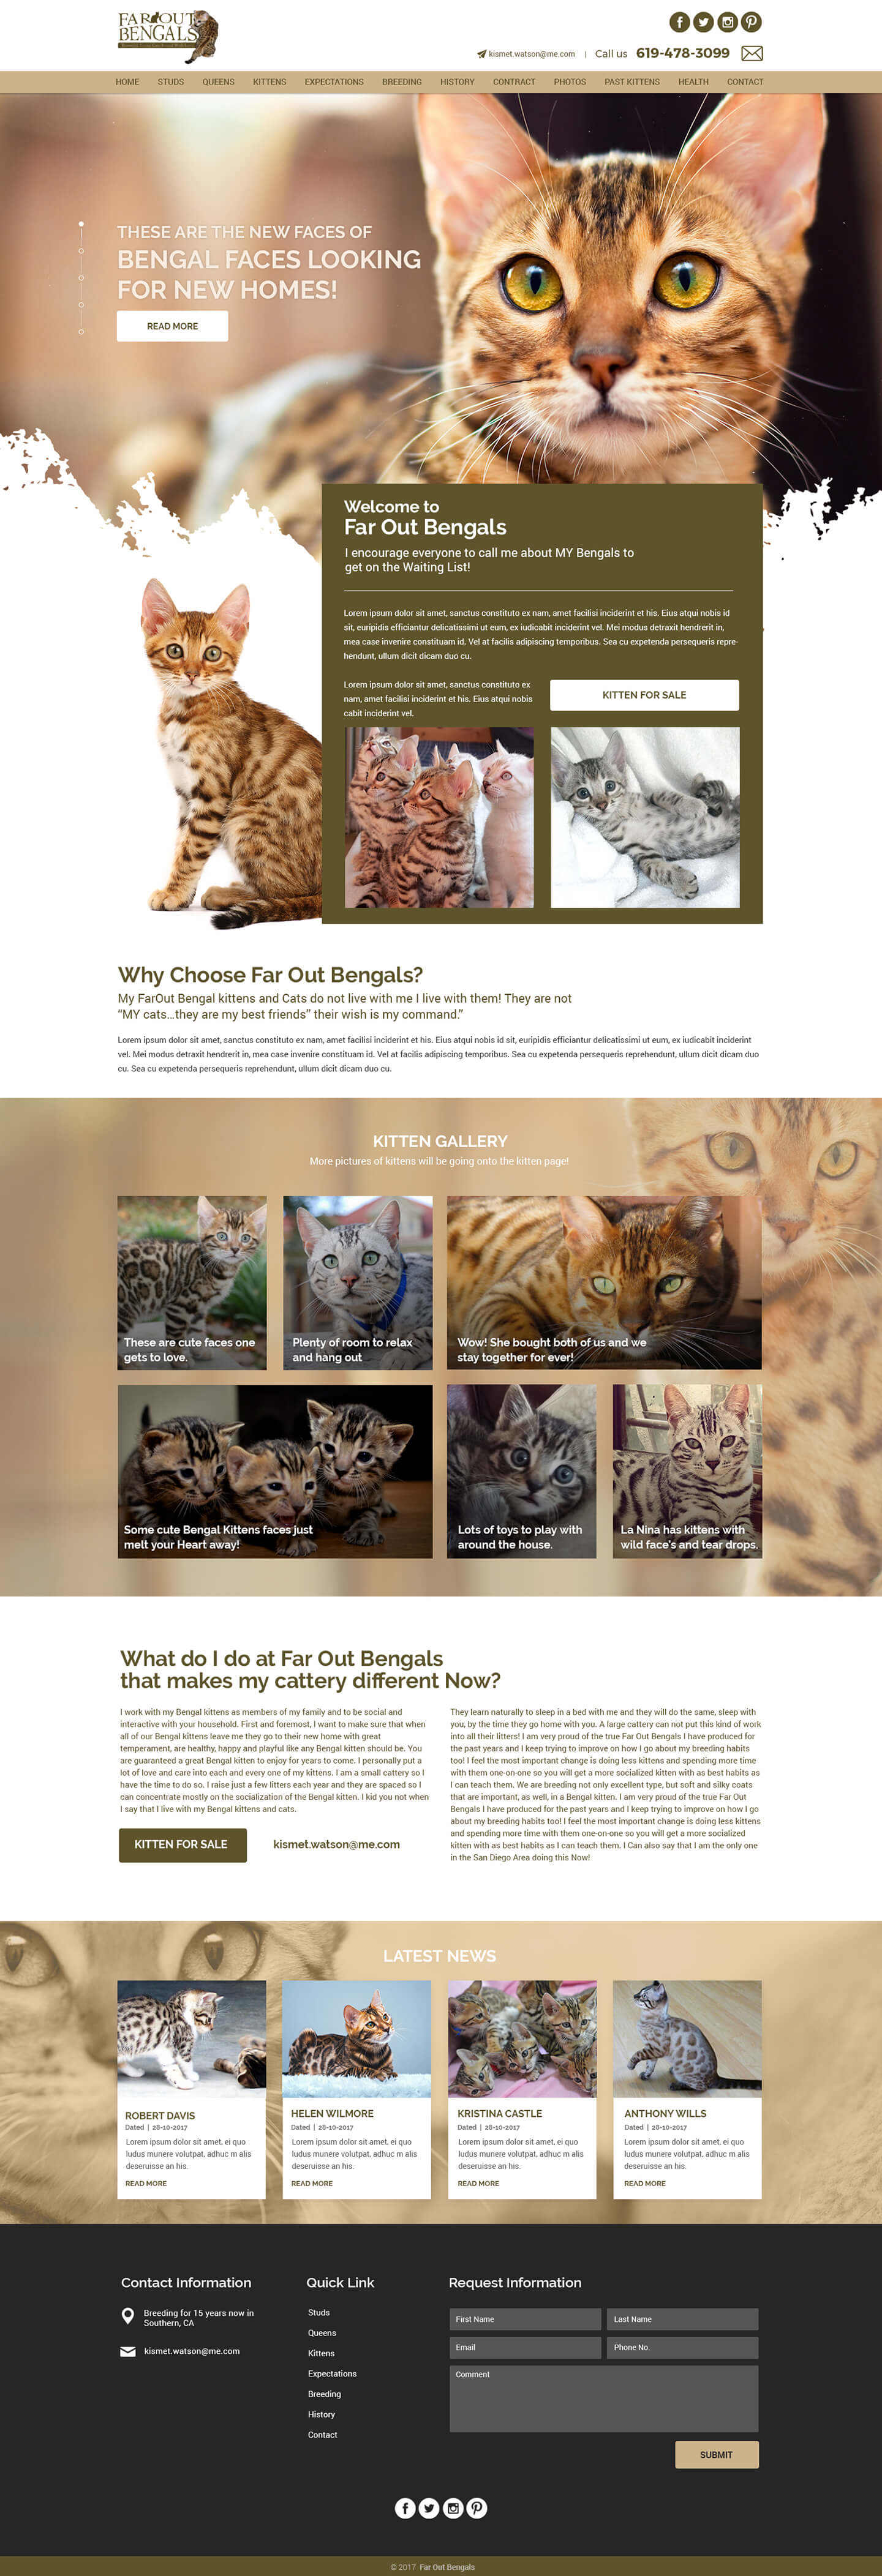 FAR OUT
BENGALS
kismet.watson@me.com | Call us 619-478-3099
HOME STUDS QUEENS KITTENS EXPECTATIONS BREEDING HISTORY CONTRACT PHOTOS PAST KITTENS HEALTH CONTACT
THESE ARE THE NEW FACES OF
BENGAL FACES LOOKING
FOR NEW HOMES!
READ MORE
Welcome to
Far Out Bengals
I encourage everyone to call me about MY Bengals to
get on the Waiting List!
Lorem ipsum dolor sit amet, sanctus constituto ex nam, amet facilisi inciderint et his. Eius atqui nobis id
sit, euripidis efficiantur delicatissimi ut eum, ex iudicabit inciderint vel. Mei modus detraxit hendrerit in,
mea case invenire constituam id. Vel at facilis adipiscing temporibus. Sea cu expetenda persequeris repre-
hendunt, ullum dicit dicam duo cu.
Lorem ipsum dolor sit amet, sanctus constituto ex
nam, amet facilisi inciderint et his. Eius atqui nobis
cabit inciderint vel.
KITTEN FOR SALE
Why Choose Far Out Bengals?
My FarOut Bengal kittens and Cats do not live with me I live with them! They are not
“MY cats...they are my best friends” their wish is my command.”
Lorem ipsum dolor sit amet, sanctus constituto ex nam, amet facilisi inciderint et his. Eius atqui nobis id sit, euripidis efficiantur delicatissimi ut eum, ex iudicabit inciderint
vel. Mei modus detraxit hendrerit in, mea case invenire constituam id. Vel at facilis adipiscing temporibus. Sea cu expetenda persequeris reprehendunt, ullum dicit dicam duo
cu. Sea cu expetenda persequeris reprehendunt, ullum dicit dicam duo cu.
KITTEN GALLERY
More pictures of kittens will be going onto the kitten page!
These are cute faces one
gets to love.
Plenty of room to relax
and hang out
Wow! She bought both of us and we
stay together for ever!
Some cute Bengal Kittens faces just
melt your Heart away!
Lots of toys to play with
around the house.
La Nina has kittens with
wild face's and tear drops.
What do I do at Far Out Bengals
that makes my cattery different Now?
I work with my Bengal kittens as members of my family and to be social and
interactive with your household. First and foremost, I want to make sure that when
all of our Bengal kittens leave me they go to their new home with great
temperament, are healthy, happy and playful like any Bengal kitten should be. You
are guaranteed a great Bengal kitten to enjoy for years to come. I personally put a
lot of love and care into each and every one of my kittens. I am a small cattery so I
have the time to do so. I raise just a few litters each year and they are spaced so I
can concentrate mostly on the socialization of the Bengal kitten. I kid you not when
I say that I live with my Bengal kittens and cats.
KITTEN FOR SALE
kismet.watson@me.com
They learn naturally to sleep in a bed with me and they will do the same, sleep with
you, by the time they go home with you. A large cattery can not put this kind of work
into all their litters! I am very proud of the true Far Out Bengals I have produced for
the past years and I keep trying to improve on how I go about my breeding habits
too! I feel the most important change is doing less kittens and spending more time
with them one-on-one so you will get a more socialized kitten with as best habits as
I can teach them. We are breeding not only excellent type, but soft and silky coats
that are important, as well, in a Bengal kitten. I am very proud of the true Far Out
Bengals I have produced for the past years and I keep trying to improve on how I go
about my breeding habits too! I feel the most important change is doing less kittens
and spending more time with them one-on-one so you will get a more socialized
kitten with as best habits as I can teach them. I Can also say that I am the only one
in the San Diego Area doing this Now!
LATEST NEWS
ROBERT DAVIS
Dated | 28-10-2017
Lorem ipsum dolor sit amet, ei quo
ludus munere volutpat, adhuc m alis
deseruisse an his.
READ MORE
HELEN WILMORE
Dated | 28-10-2017
Lorem ipsum dolor sit amet, ei quo
ludus munere volutpat, adhuc m alis
deseruisse an his.
READ MORE
KRISTINA CASTLE
Dated | 28-10-2017
Lorem ipsum dolor sit amet, ei quo
ludus munere volutpat, adhuc m alis
deseruisse an his.
READ MORE
ANTHONY WILLS
Dated | 28-10-2017
Lorem ipsum dolor sit amet, ei quo
ludus munere volutpat, adhuc m alis
deseruisse an his.
READ MORE
Contact Information
Breeding for 15 years now in
Southern, CA
kismet.watson@me.com
Quick Link
Studs
Queens
Kittens
Expectations
Breeding
History
Contact
Request Information
First Name
Last Name
Email
Phone No.
Comment
SUBMIT
© 2017 Far Out Bengals